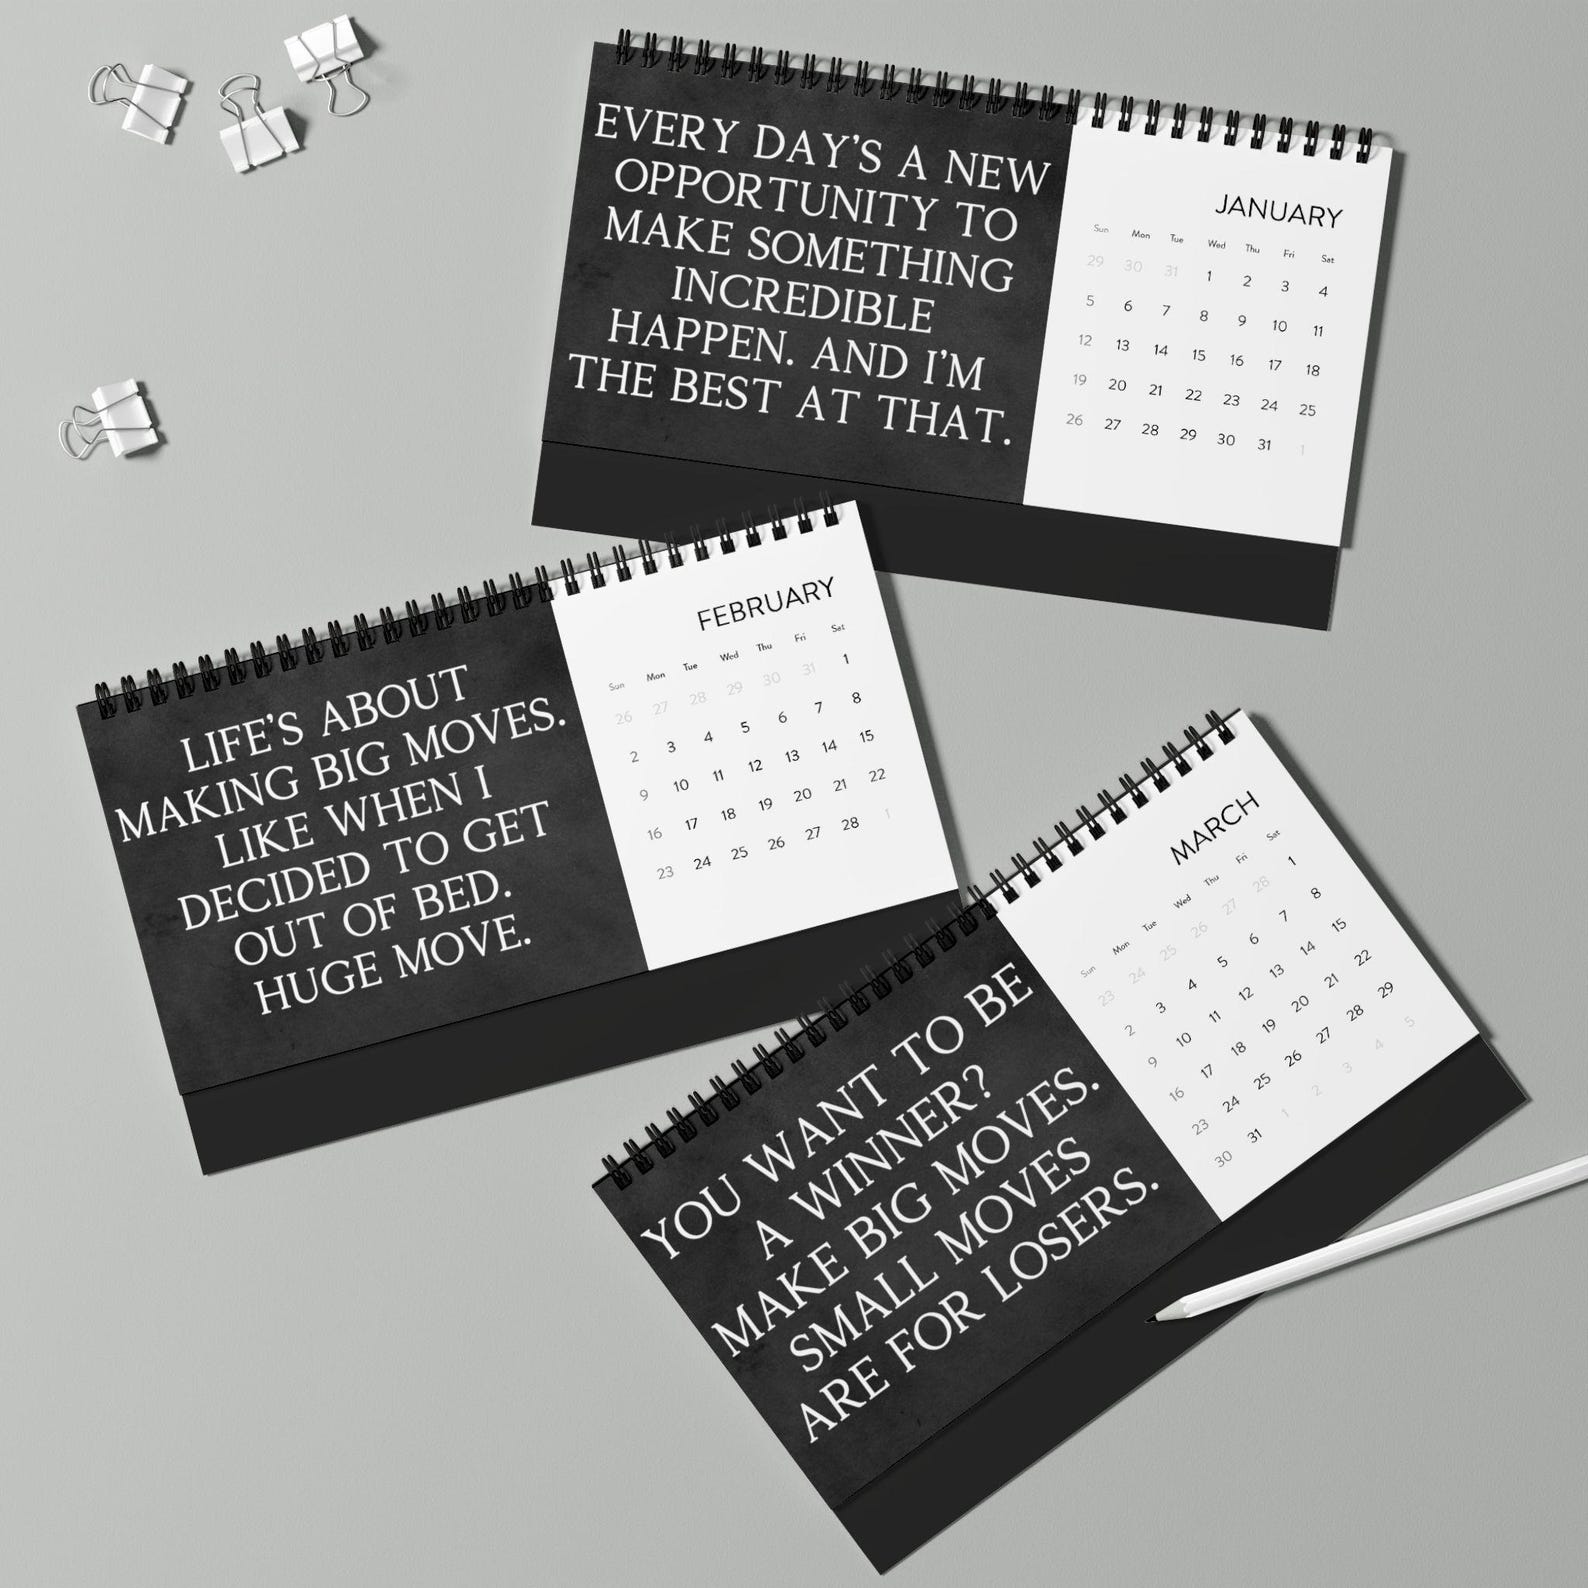 EVERY DAY'S A NEW
OPPORTUNITY TO
MAKE SOMETHING
INCREDIBLE
HAPPEN. AND I'M
THE BEST AT THAT.
JANUARY
Sun Mon Tue Wed Thu Fri Sat
29 30 31 1 2 3 4
5 6 7 8 9 10 11
12 13 14 15 16 17 18
19 20 21 22 23 24 25
26 27 28 29 30 31 1
LIFE'S ABOUT
MAKING BIG MOVES.
LIKE WHEN I
DECIDED TO GET
OUT OF BED.
HUGE MOVE.
FEBRUARY
Sun Mon Tue Wed Thu Fri Sat
26 27 28 29 30 31 1
2 3 4 5 6 7 8
9 10 11 12 13 14 15
16 17 18 19 20 21 22
23 24 25 26 27 28 1
YOU WANT TO BE
A WINNER?
MAKE BIG MOVES.
SMALL MOVES
ARE FOR LOSERS.
MARCH
Sun Mon Tue Wed Thu Fri Sat
23 24 25 26 27 28 1
2 3 4 5 6 7 8
9 10 11 12 13 14 15
16 17 18 19 20 21 22
23 24 25 26 27 28 29
30 31 1 2 3 4 5